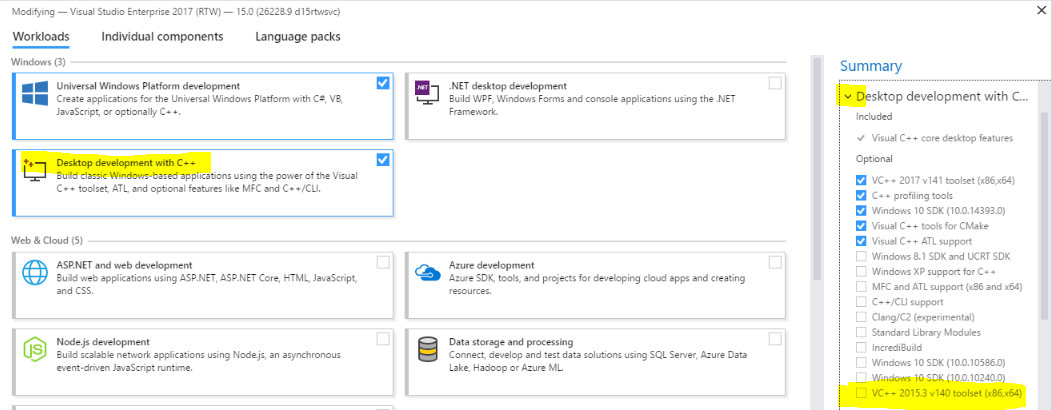 Modifying — Visual Studio Enterprise 2017 (RTW) — 15.0 (26228.9 d15rtwsvc)
Workloads Individual components Language packs
Windows (3)
Universal Windows Platform development
Create applications for the Universal Windows Platform with C#, VB,
JavaScript, or optionally C++.
.NET desktop development
Build WPF, Windows Forms and console applications using the .NET
Framework.
Desktop development with C++
Build classic Windows-based applications using the power of the Visual
C++ toolset, ATL, and optional features like MFC and C++/CLI.
Web & Cloud (5)
ASP.NET and web development
Build web applications using ASP.NET, ASP.NET Core, HTML, JavaScript,
and CSS.
Azure development
Azure SDK, tools, and projects for developing cloud apps and creating
resources.
Node.js development
Build scalable network applications using Node.js, an asynchronous
event-driven JavaScript runtime.
Data storage and processing
Connect, develop and test data solutions using SQL Server, Azure Data
Lake, Hadoop or Azure ML.
Summary
Desktop development with C...
Included
Visual C++ core desktop features
Optional
VC++ 2017 v141 toolset (x86,x64)
C++ profiling tools
Windows 10 SDK (10.0.14393.0)
Visual C++ tools for CMake
Visual C++ ATL support
Windows 8.1 SDK and UCRT SDK
Windows XP support for C++
MFC and ATL support (x86 and x64)
C++/CLI support
Clang/C2 (experimental)
Standard Library Modules
IncrediBuild
Windows 10 SDK (10.0.10586.0)
Windows 10 SDK (10.0.10240.0)
VC++ 2015.3 v140 toolset (x86,x64)